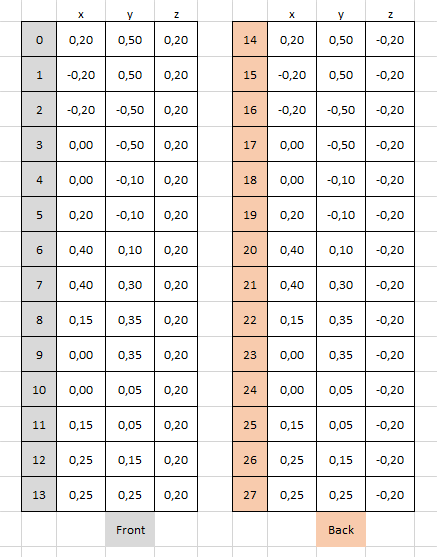 x y z x y z
0 0,20 0,50 0,20 14 0,20 0,50 -0,20
1 -0,20 0,50 0,20 15 -0,20 0,50 -0,20
2 -0,20 -0,50 0,20 16 -0,20 -0,50 -0,20
3 0,00 -0,50 0,20 17 0,00 -0,50 -0,20
4 0,00 -0,10 0,20 18 0,00 -0,10 -0,20
5 0,20 -0,10 0,20 19 0,20 -0,10 -0,20
6 0,40 0,10 0,20 20 0,40 0,10 -0,20
7 0,40 0,30 0,20 21 0,40 0,30 -0,20
8 0,15 0,35 0,20 22 0,15 0,35 -0,20
9 0,00 0,35 0,20 23 0,00 0,35 -0,20
10 0,00 0,05 0,20 24 0,00 0,05 -0,20
11 0,15 0,05 0,20 25 0,15 0,05 -0,20
12 0,25 0,15 0,20 26 0,25 0,15 -0,20
13 0,25 0,25 0,20 27 0,25 0,25 -0,20
Front Back